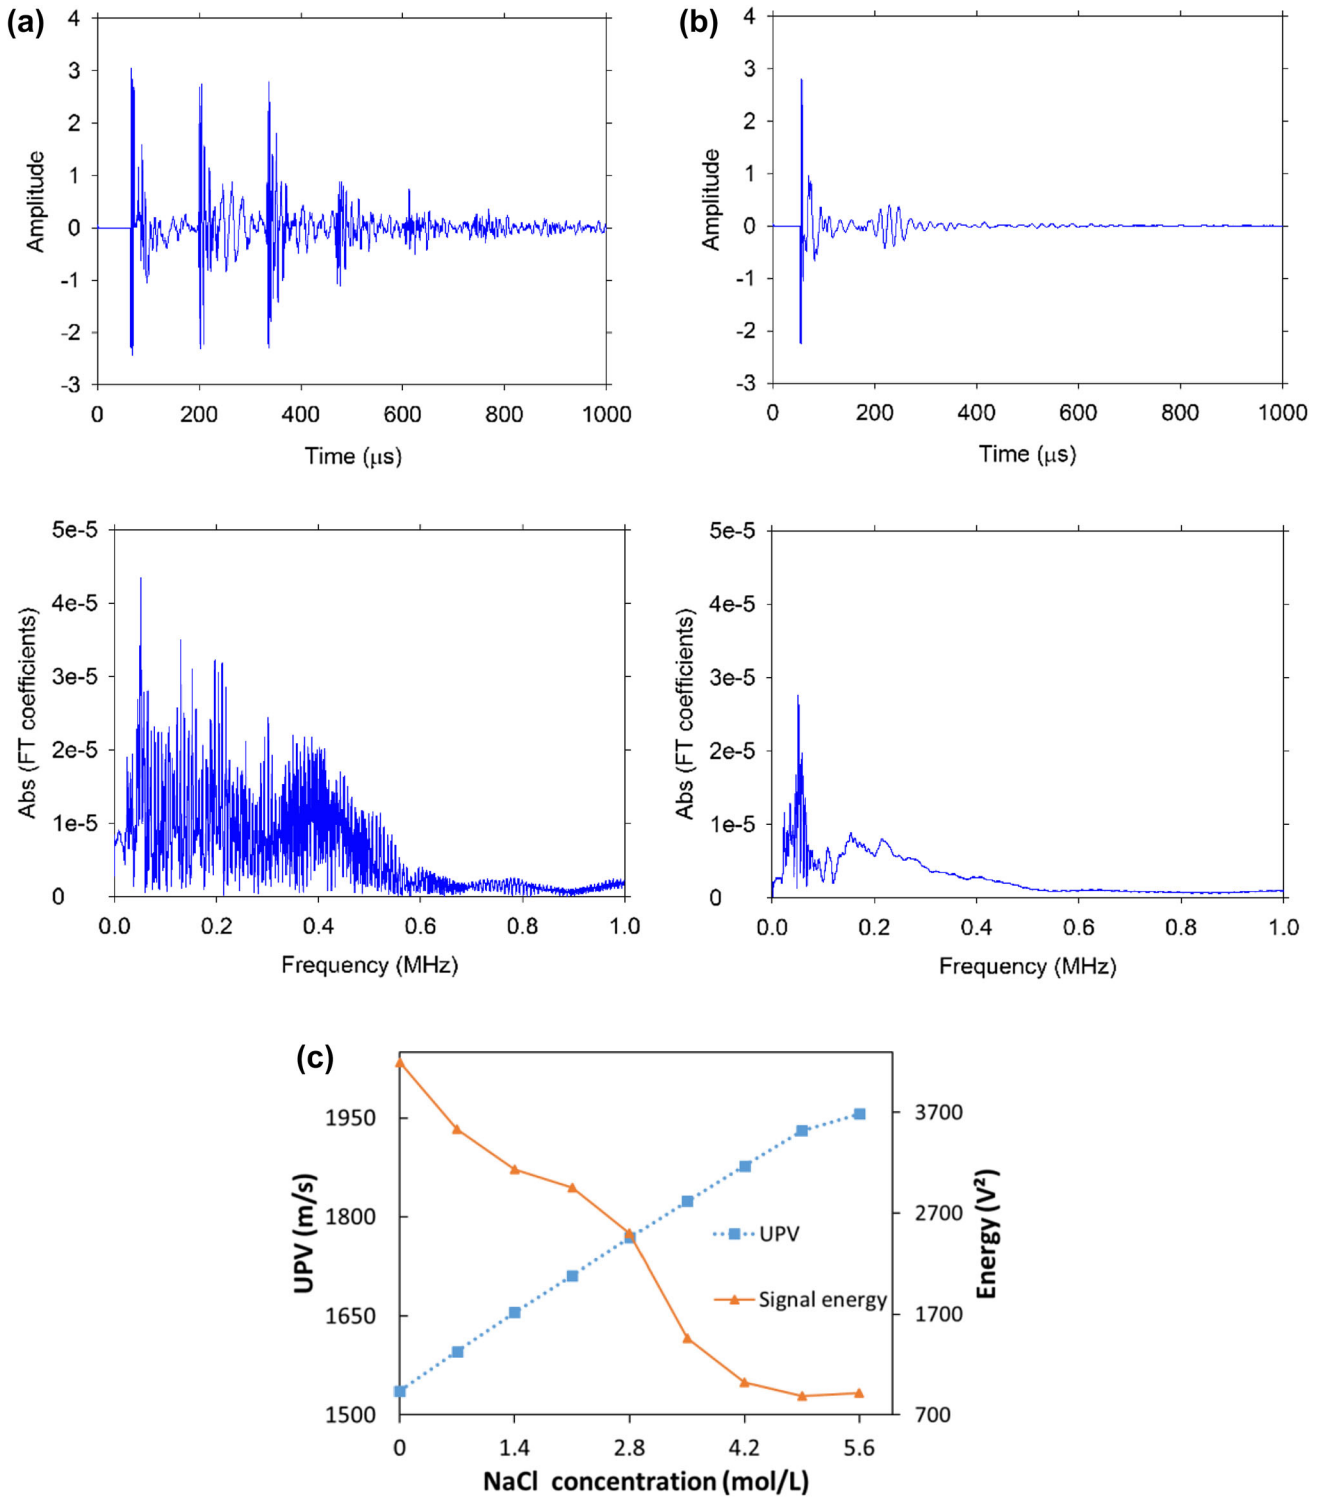 (a)
4
3
2
1
0
-1
-2
-3
Amplitude
0 200 400 600 800 1000
Time (μs)
(b)
4
3
2
1
0
-1
-2
-3
Amplitude
0 200 400 600 800 1000
Time (μs)
5e-5
4e-5
3e-5
2e-5
1e-5
0
Abs (FT coefficients)
0.0 0.2 0.4 0.6 0.8 1.0
Frequency (MHz)
5e-5
4e-5
3e-5
2e-5
1e-5
0
Abs (FT coefficients)
0.0 0.2 0.4 0.6 0.8 1.0
Frequency (MHz)
(c)
1950
1800
1650
1500
UPV (m/s)
UPV
Signal energy
3700
2700
1700
700
Energy (V²)
0 1.4 2.8 4.2 5.6
NaCl concentration (mol/L)